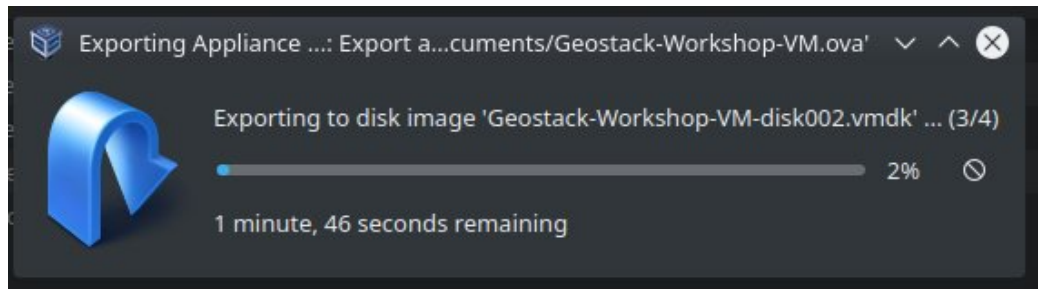 Exporting Appliance ...: Export a...cuments/Geostack-Workshop-VM.ova'
Exporting to disk image 'Geostack-Workshop-VM-disk002.vmdk' ... (3/4)
2%
1 minute, 46 seconds remaining